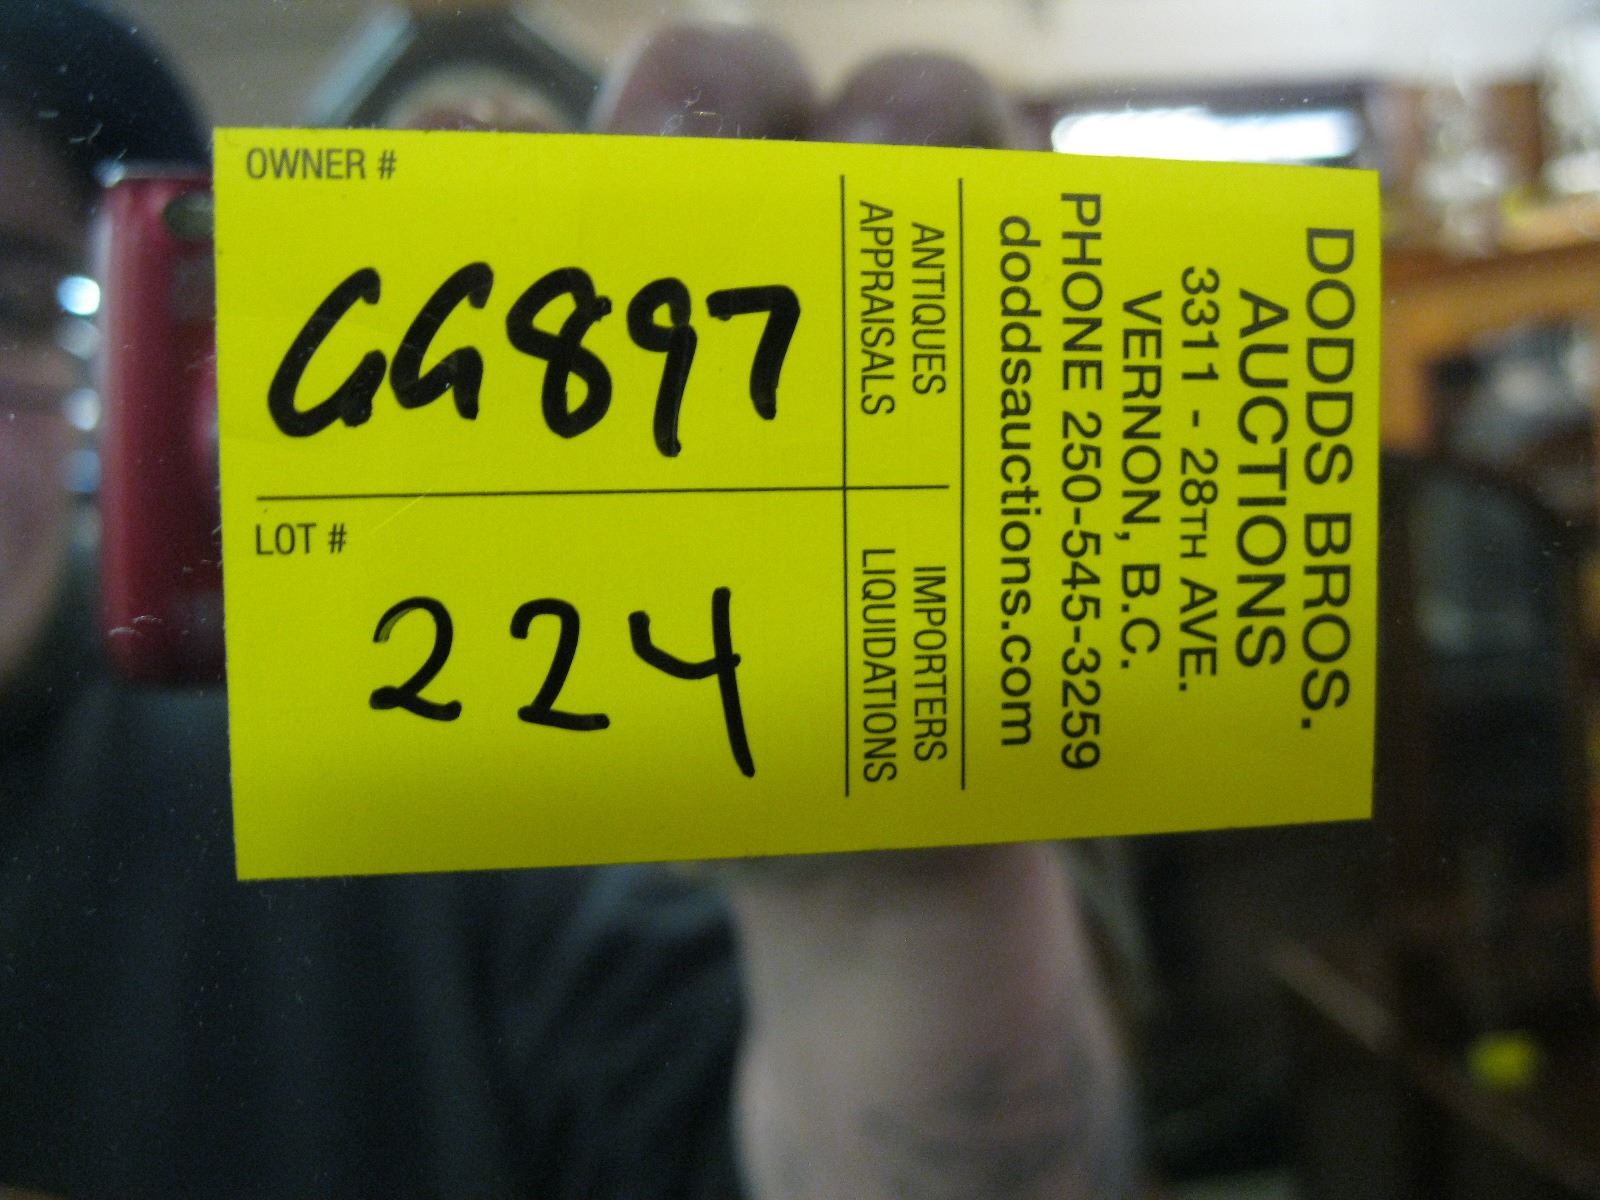 DODDS BROS.
AUCTIONS
3311 - 28TH AVE.
VERNON, B.C.
PHONE 250-545-3259
doddsauctions.com
ANTIQUES
APPRAISALS
IMPORTERS
LIQUIDATIONS
OWNER #
GG897
LOT #
224